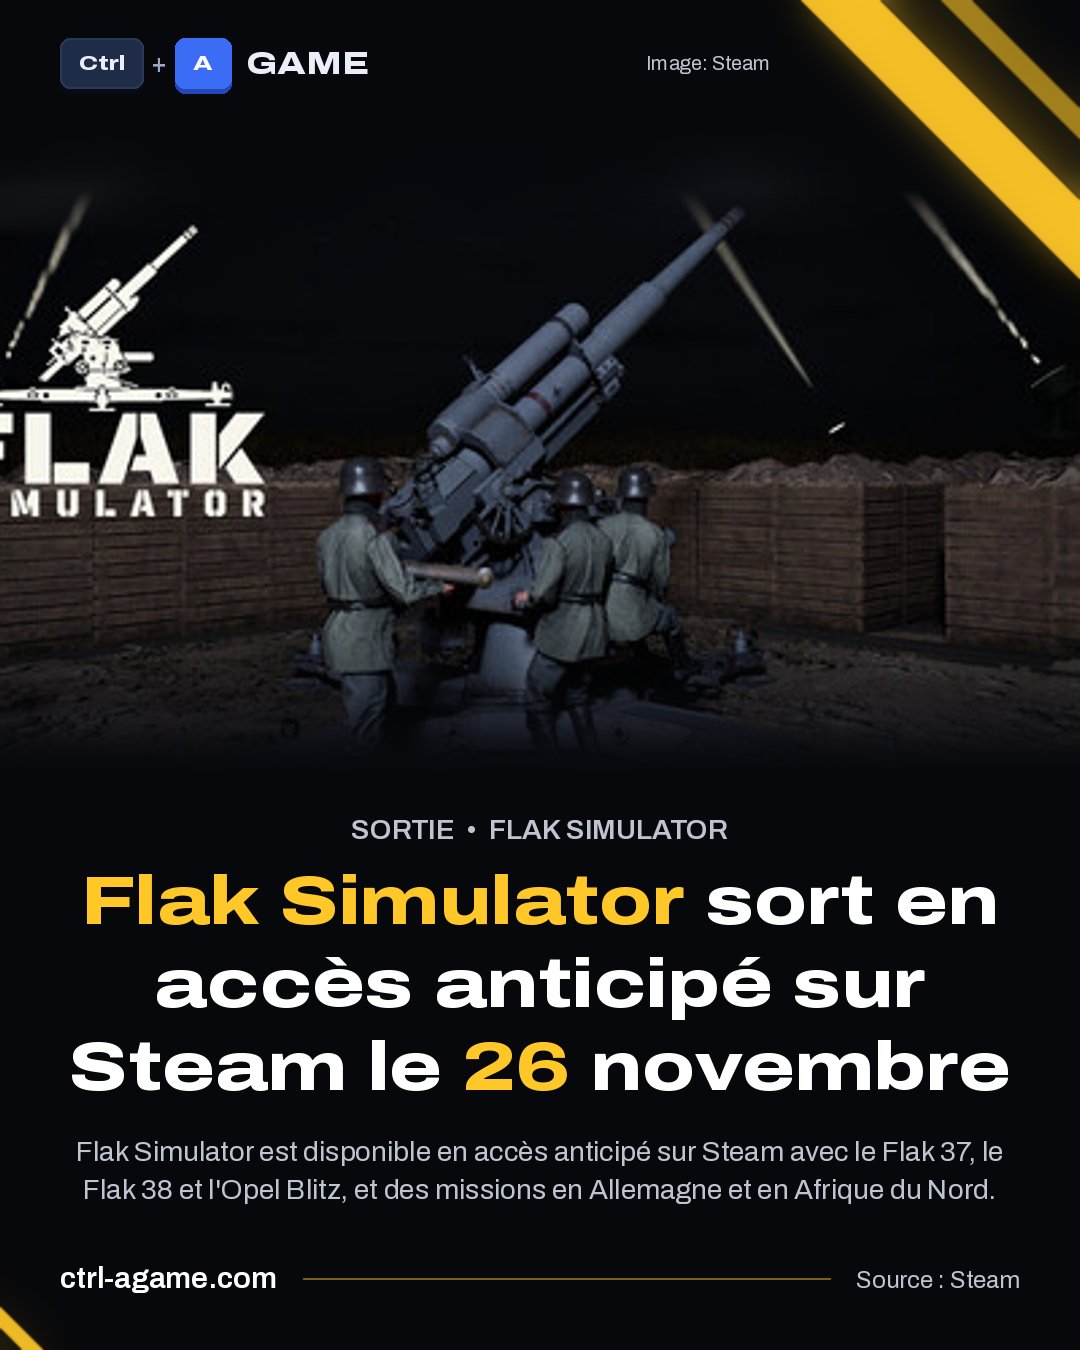 Ctrl + A GAME
Image: Steam
FLAK
MULATOR
SORTIE • FLAK SIMULATOR
Flak Simulator sort en
accès anticipé sur
Steam le 26 novembre
Flak Simulator est disponible en accès anticipé sur Steam avec le Flak 37, le
Flak 38 et l'Opel Blitz, et des missions en Allemagne et en Afrique du Nord.
ctrl-agame.com
Source : Steam